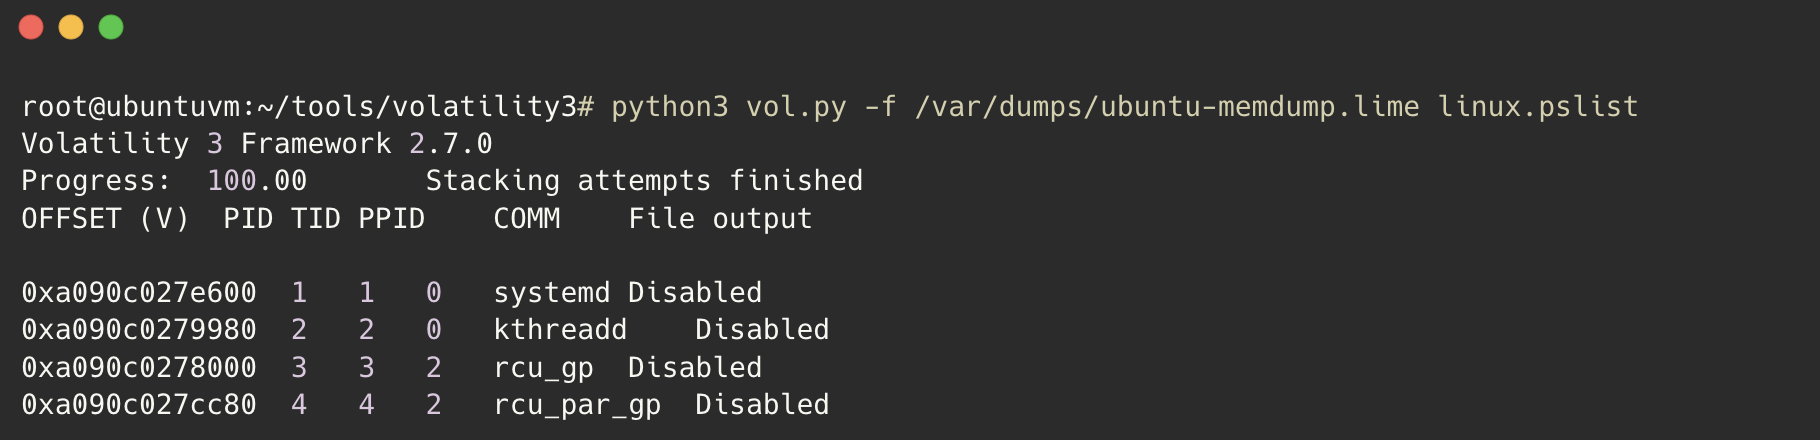 root@ubuntuvm:~/tools/volatility3# python3 vol.py -f /var/dumps/ubuntu-memdump.lime linux.pslist
Volatility 3 Framework 2.7.0
Progress:  100.00       Stacking attempts finished
OFFSET (V)  PID TID PPID    COMM    File output
0xa090c027e600  1   1   0   systemd Disabled
0xa090c0279980  2   2   0   kthreadd    Disabled
0xa090c0278000  3   3   2   rcu_gp  Disabled
0xa090c027cc80  4   4   2   rcu_par_gp  Disabled